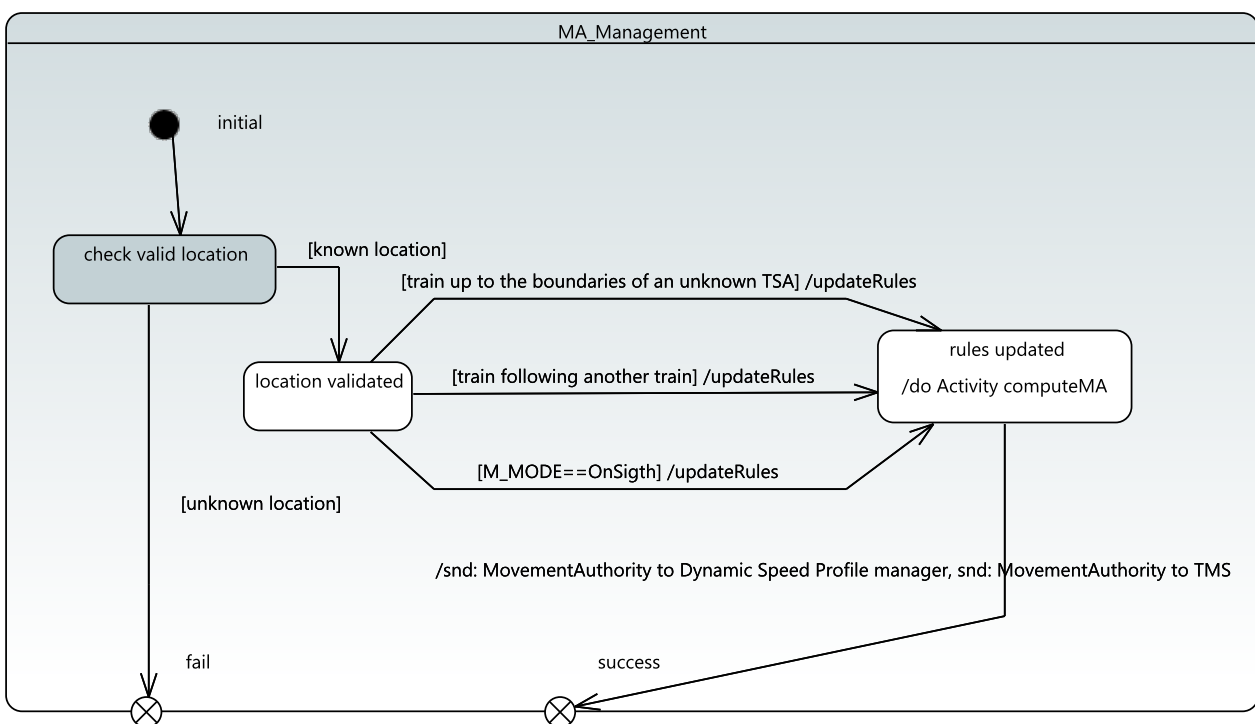 MA_Management
initial
check valid location
[known location]
[train up to the boundaries of an unknown TSA] /updateRules
rules updated
location validated
[train following another train] /updateRules
/do Activity computeMA
[M_MODE==OnSigth] /updateRules
[unknown location]
/snd: MovementAuthority to Dynamic Speed Profile manager, snd: MovementAuthority to TMS
fail
success